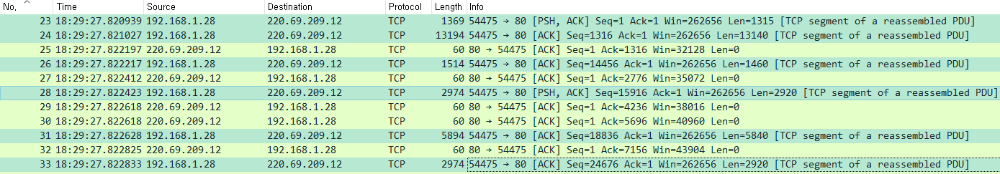 No. Time Source Destination Protocol Length Info
23 18:29:27.820939 192.168.1.28 220.69.209.12 TCP 1369 54475 → 80 [PSH, ACK] Seq=1 Ack=1 Win=262656 Len=1315 [TCP segment of a reassembled PDU]
24 18:29:27.821027 192.168.1.28 220.69.209.12 TCP 13194 54475 → 80 [ACK] Seq=1316 Ack=1 Win=262656 Len=13140 [TCP segment of a reassembled PDU]
25 18:29:27.822197 220.69.209.12 192.168.1.28 TCP 60 80 → 54475 [ACK] Seq=1 Ack=1316 Win=32128 Len=0
26 18:29:27.822217 192.168.1.28 220.69.209.12 TCP 1514 54475 → 80 [ACK] Seq=14456 Ack=1 Win=262656 Len=1460 [TCP segment of a reassembled PDU]
27 18:29:27.822412 220.69.209.12 192.168.1.28 TCP 60 80 → 54475 [ACK] Seq=1 Ack=2776 Win=35072 Len=0
28 18:29:27.822423 192.168.1.28 220.69.209.12 TCP 2974 54475 → 80 [PSH, ACK] Seq=15916 Ack=1 Win=262656 Len=2920 [TCP segment of a reassembled PDU]
29 18:29:27.822618 220.69.209.12 192.168.1.28 TCP 60 80 → 54475 [ACK] Seq=1 Ack=4236 Win=38016 Len=0
30 18:29:27.822618 220.69.209.12 192.168.1.28 TCP 60 80 → 54475 [ACK] Seq=1 Ack=5696 Win=40960 Len=0
31 18:29:27.822628 192.168.1.28 220.69.209.12 TCP 5894 54475 → 80 [ACK] Seq=18836 Ack=1 Win=262656 Len=5840 [TCP segment of a reassembled PDU]
32 18:29:27.822825 220.69.209.12 192.168.1.28 TCP 60 80 → 54475 [ACK] Seq=1 Ack=7156 Win=43904 Len=0
33 18:29:27.822833 192.168.1.28 220.69.209.12 TCP 2974 54475 → 80 [ACK] Seq=24676 Ack=1 Win=262656 Len=2920 [TCP segment of a reassembled PDU]